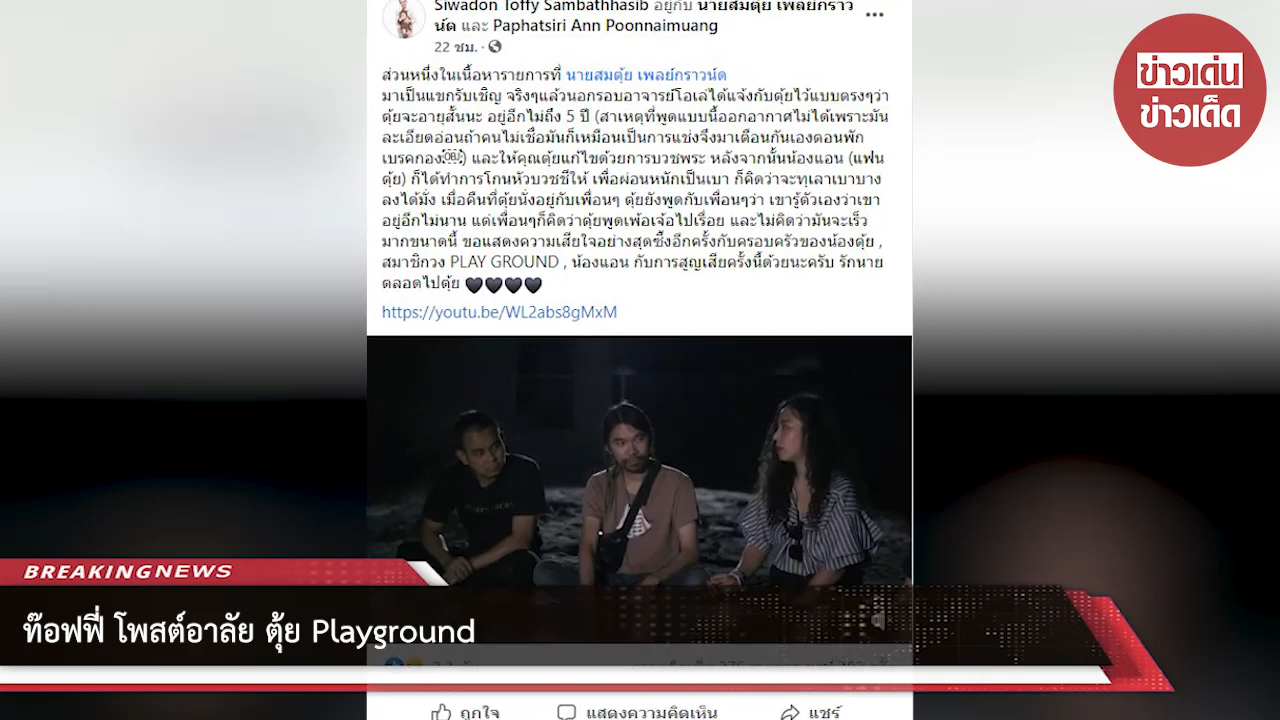 Siwadon Toffy Sambathhasib อยู่กับ นายสมตุ้ย เพลย์กราว
น์ด และ Paphatsiri Ann Poonnaimuang
22 ชม. ·
ข่าวเด่น
ข่าวเด็ด
ส่วนหนึ่งในเนื้อหารายการที่ นายสมตุ้ย เพลย์กราวน์ด
มาเป็นแขกรับเชิญ จริงๆแล้วนอกรอบอาจารย์โอเล่ได้แจ้งกับตุ้ยไว้แบบตรงๆว่า
ตุ้ยจะอายุสั้นนะ อยู่อีกไม่ถึง 5 ปี (สาเหตุที่พูดแบบนี้ออกอากาศไม่ได้เพราะมัน
ละเอียดอ่อนถ้าคนไม่เชื่อมันก็เหมือนเป็นการแช่งจึงมาเตือนกันเองตอนพัก
เบรคกอง) และให้คุณตุ้ยแก้ไขด้วยการบวชพระ หลังจากนั้นน้องแอน (แฟน
ตุ้ย) ก็ได้ทำการโกนหัวบวชชีให้ เพื่อผ่อนหนักเป็นเบา ก็คิดว่าจะทุเลาเบาบาง
ลงได้มั่ง เมื่อคืนที่ตุ้ยนั่งอยู่กับเพื่อนๆ ตุ้ยยังพูดกับเพื่อนๆว่า เขารู้ตัวเองว่าเขา
อยู่อีกไม่นาน แต่เพื่อนๆก็คิดว่าตุ้ยพูดเพ้อเจ้อไปเรื่อย และไม่คิดว่ามันจะเร็ว
มากขนาดนี้ ขอแสดงความเสียใจอย่างสุดซึ้งอีกครั้งกับครอบครัวของน้องตุ้ย ,
สมาชิกวง PLAY GROUND , น้องแอน กับการสูญเสียครั้งนี้ด้วยนะครับ รักนาย
ตลอดไปตุ้ย 🖤🖤🖤🖤
https://youtu.be/WL2abs8gMxM
BREAKING NEWS
ท๊อฟฟี่ โพสต์อาลัย ตุ้ย Playground
ถูกใจ แสดงความคิดเห็น แชร์